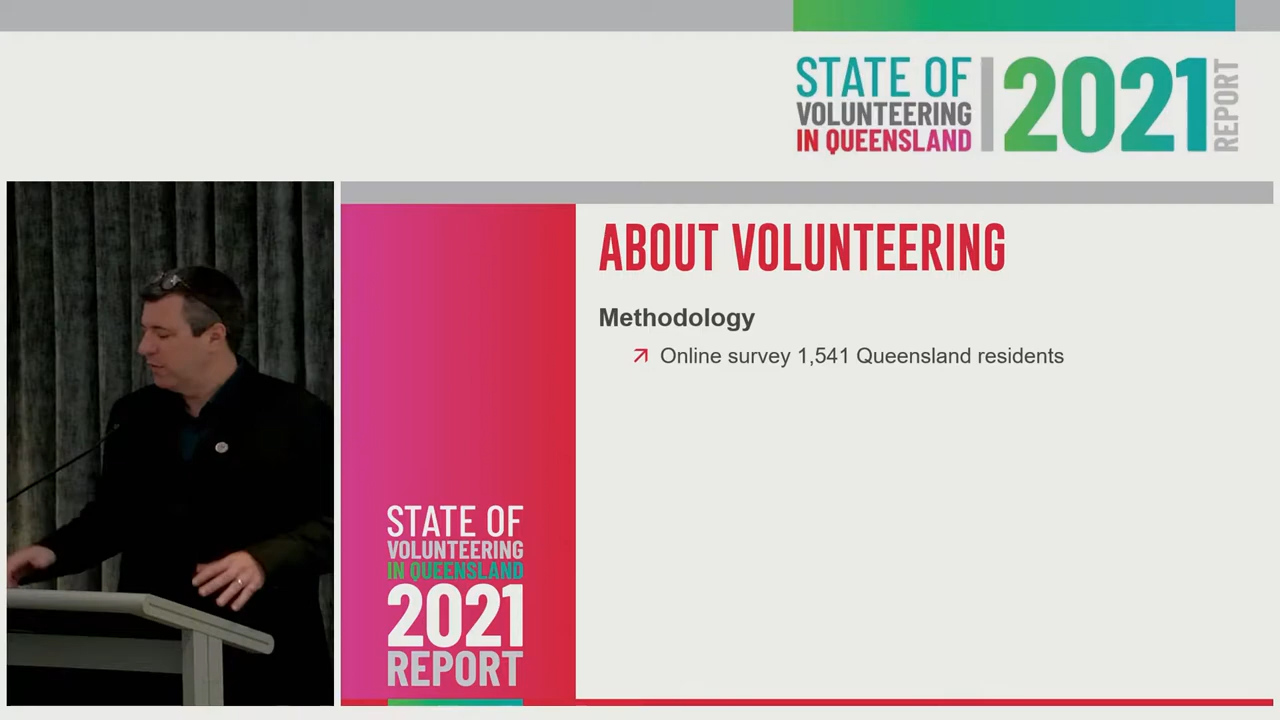 STATE OF
VOLUNTEERING
IN QUEENSLAND
2021
REPORT
ABOUT VOLUNTEERING
Methodology
Online survey 1,541 Queensland residents
STATE OF
VOLUNTEERING
IN QUEENSLAND
2021
REPORT